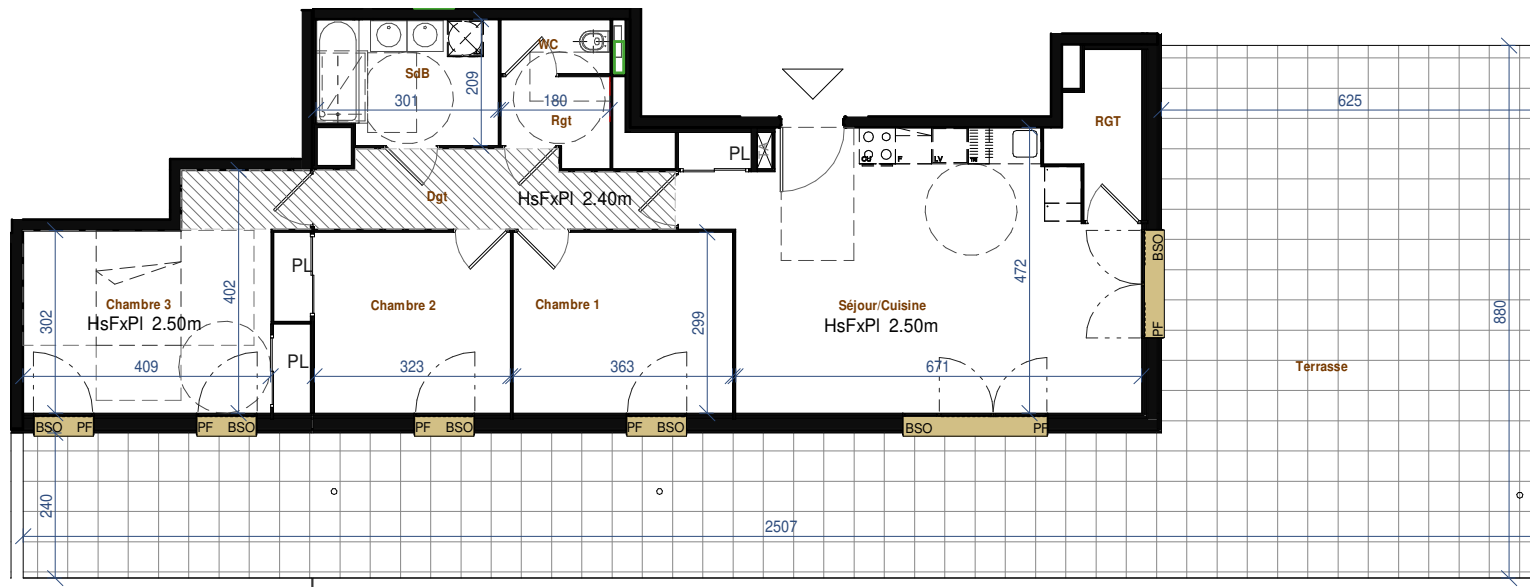 WC
SdB
209
301
180
Rgt
625
RGT
PL
F
LV
Dgt
HsFxPl 2.40m
BSO
PF
402
302
PL
Chambre 3
HsFxPl 2.50m
409
PL
Chambre 2
323
Chambre 1
299
363
472
Séjour/Cuisine
HsFxPl 2.50m
671
880
Terrasse
BSO PF
PF BSO
PF BSO
PF BSO
BSO PF
240
2507